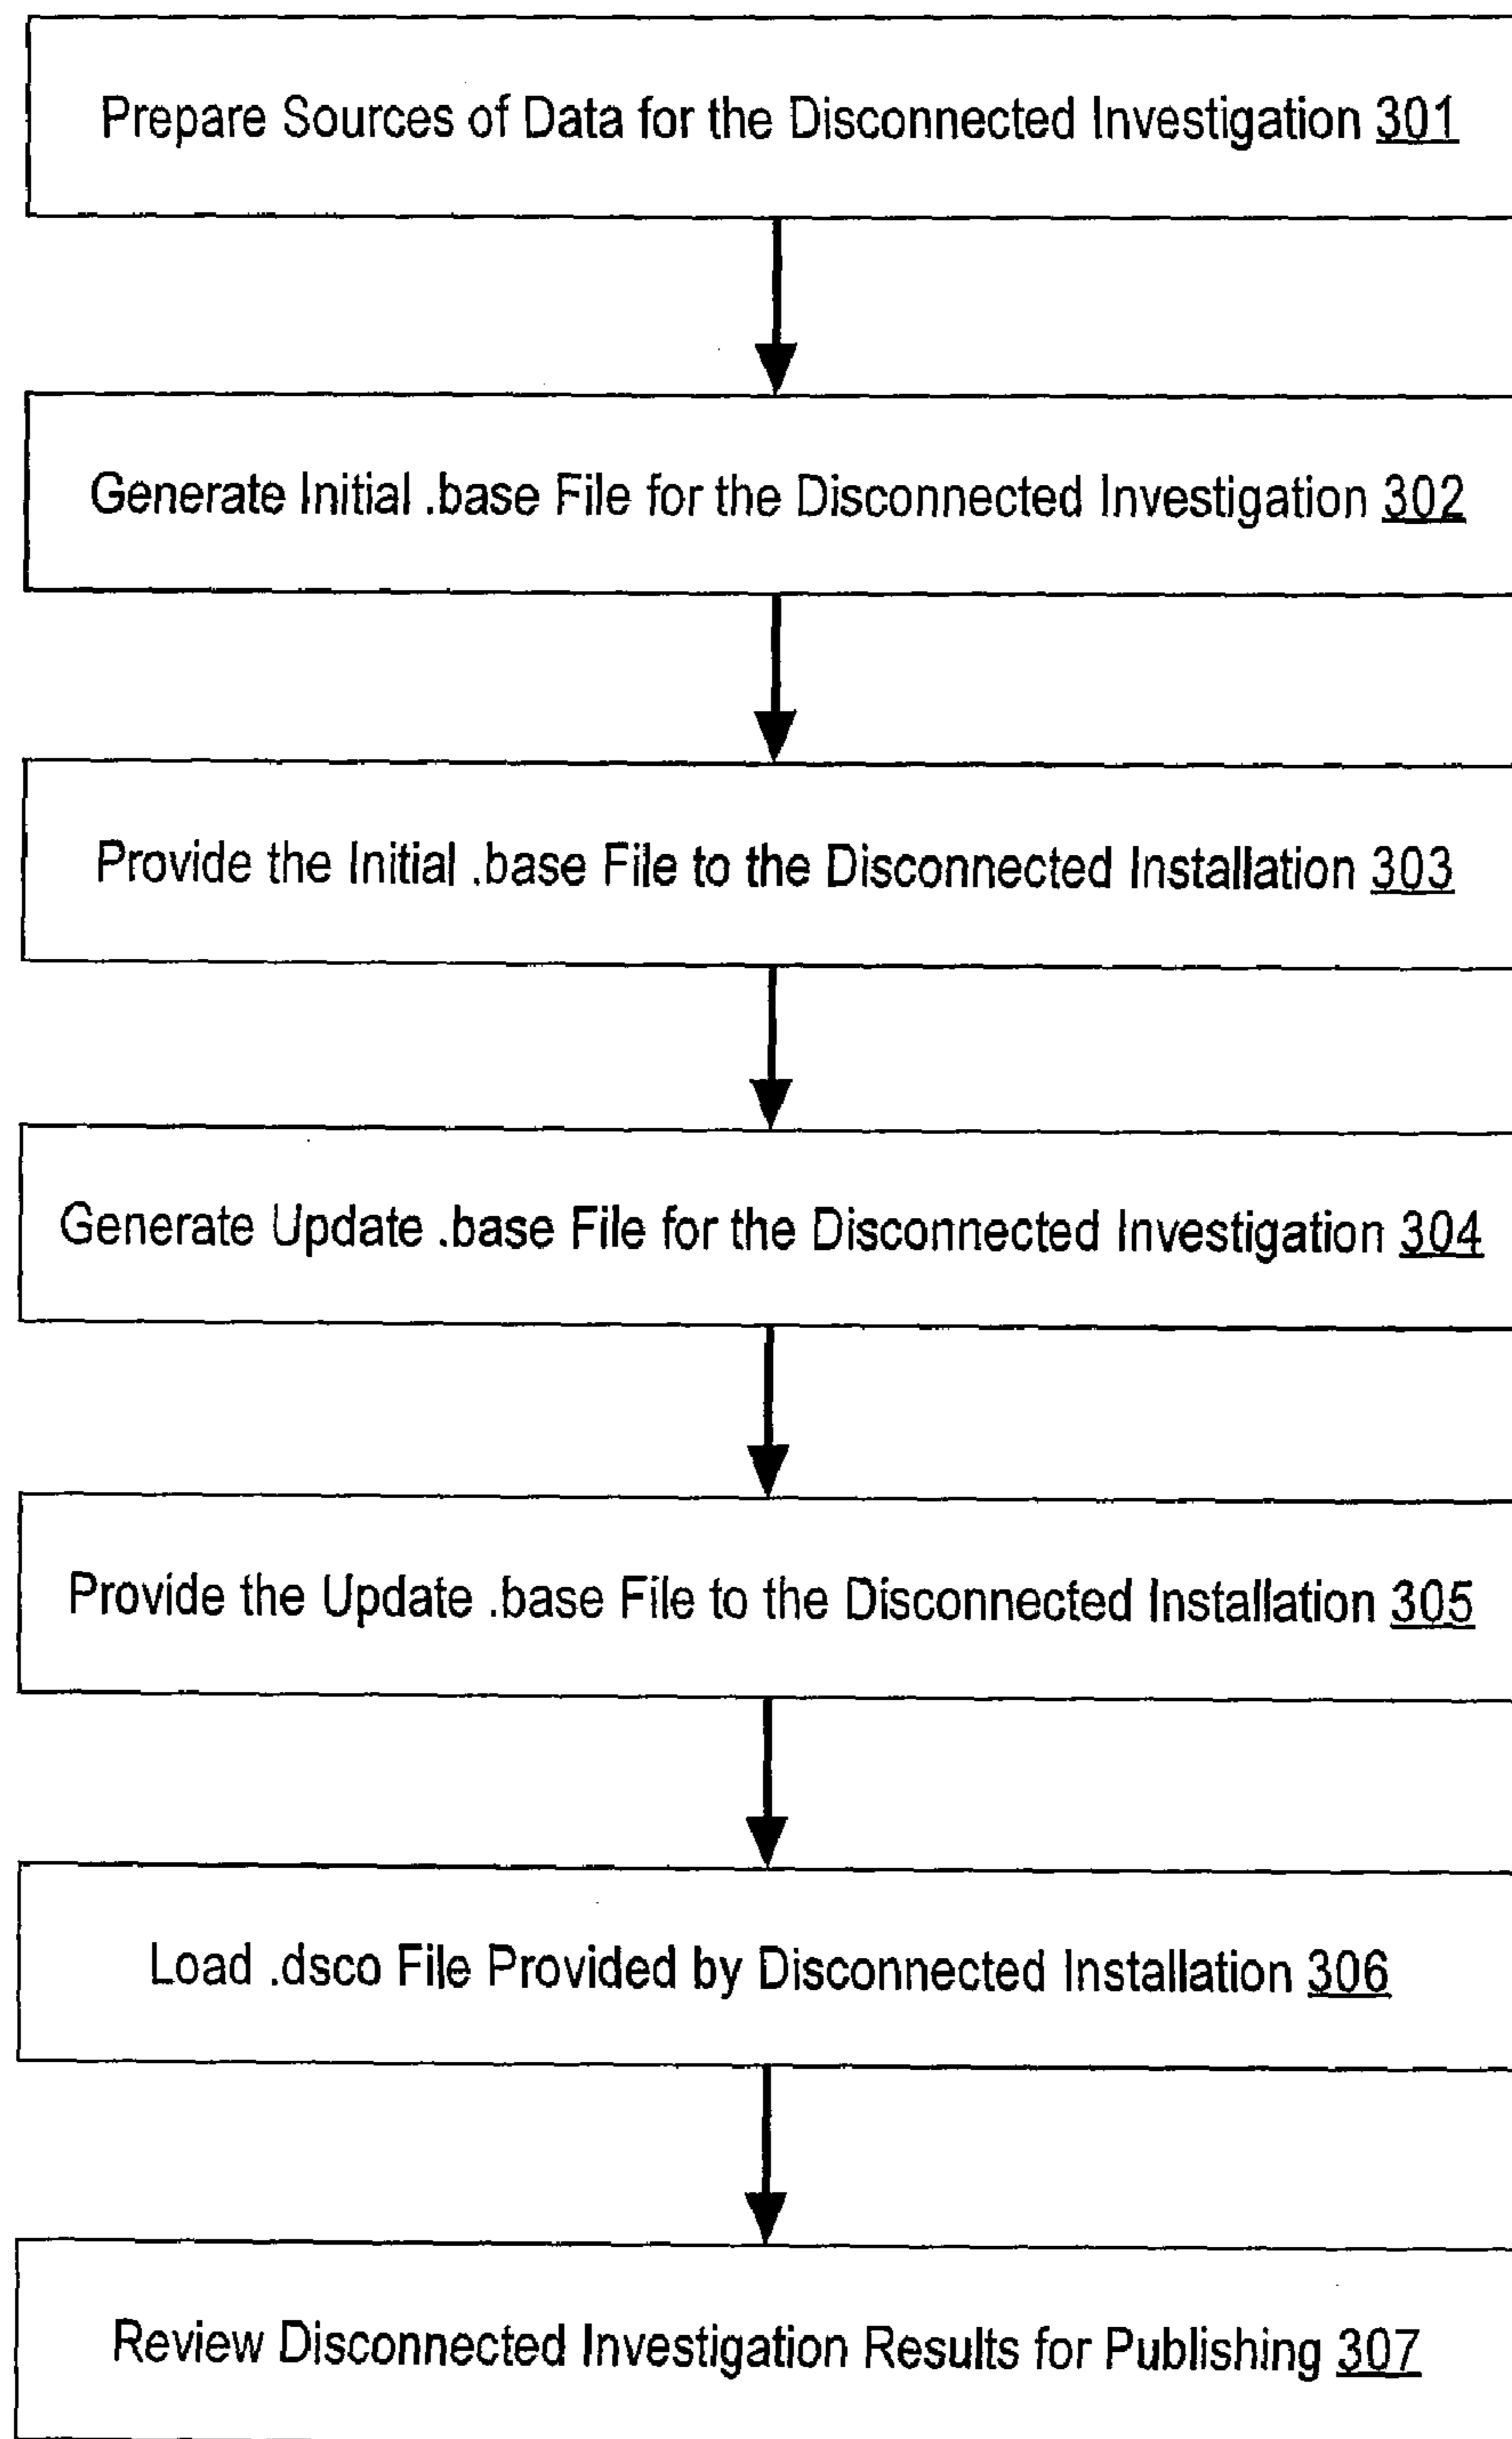 Prepare Sources of Data for the Disconnected Investigation 301
Generate Initial .base File for the Disconnected Investigation 302
Provide the Initial .base File to the Disconnected Installation 303
Generate Update .base File for the Disconnected Investigation 304
Provide the Update .base File to the Disconnected Installation 305
Load .dsco File Provided by Disconnected Installation 306
Review Disconnected Investigation Results for Publishing 307